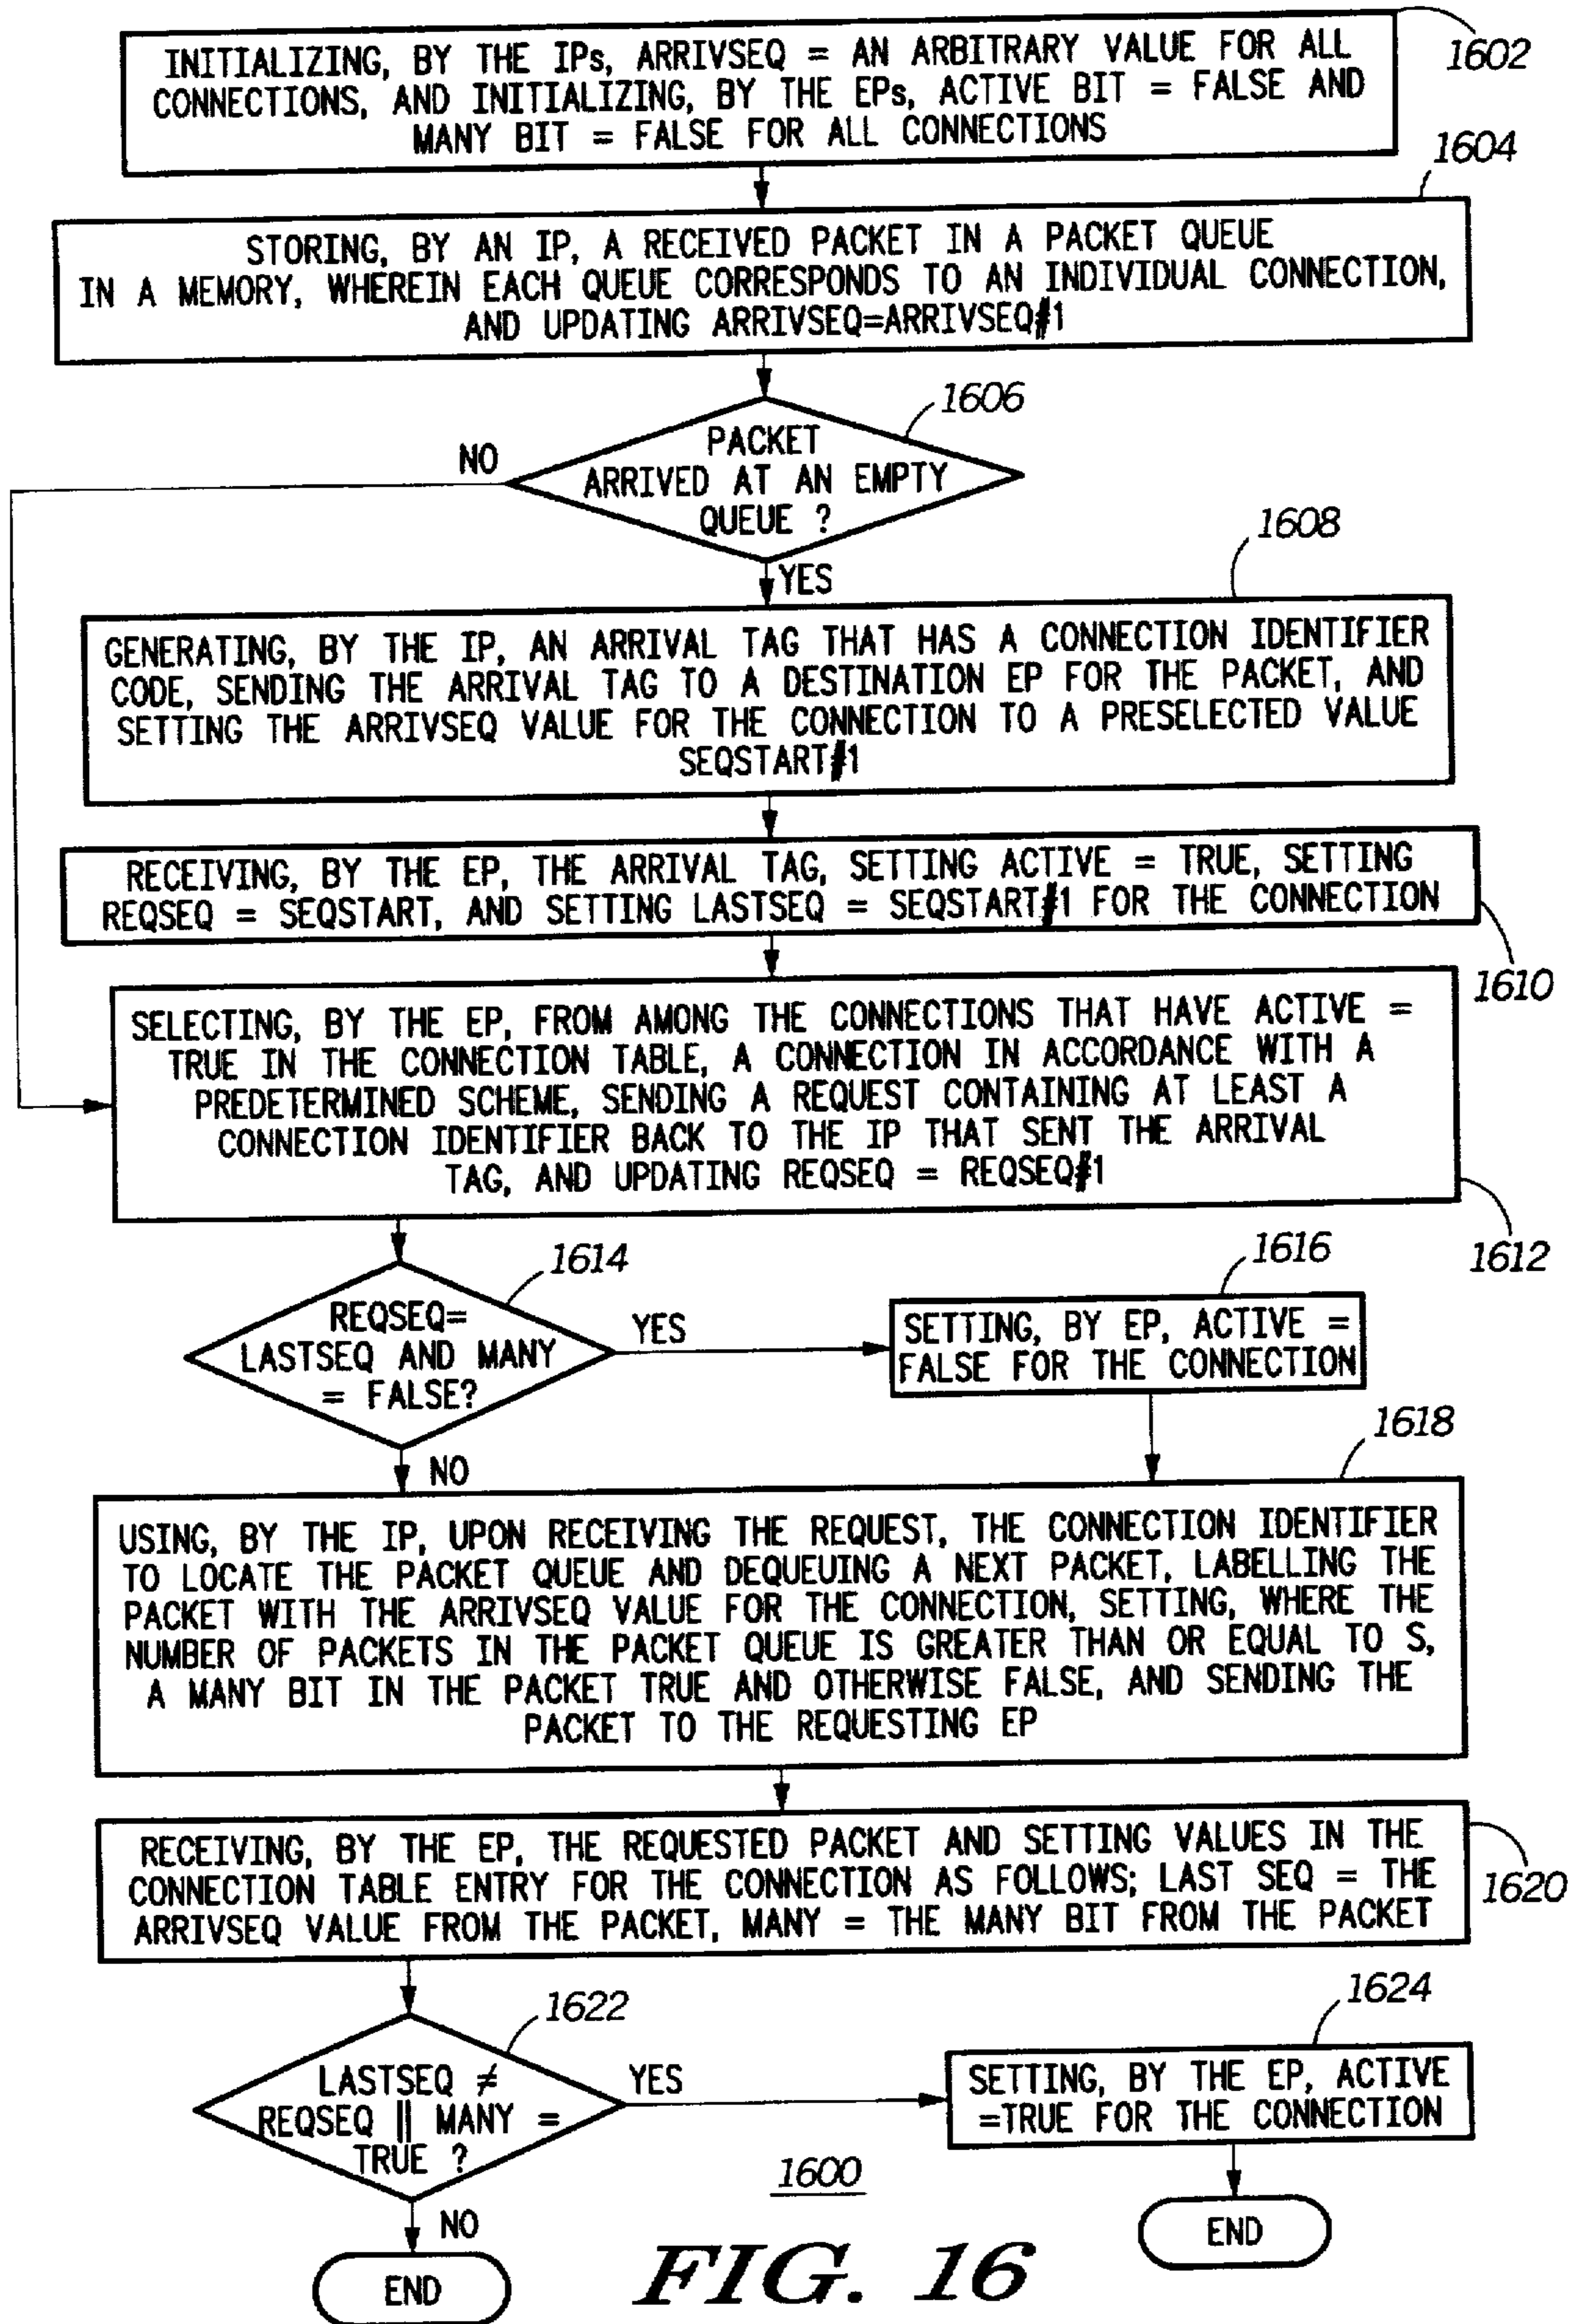 INITIALIZING, BY THE IPs, ARRIVSEQ = AN ARBITRARY VALUE FOR ALL
CONNECTIONS, AND INITIALIZING, BY THE EPs, ACTIVE BIT = FALSE AND
MANY BIT = FALSE FOR ALL CONNECTIONS
1602
1604
STORING, BY AN IP, A RECEIVED PACKET IN A PACKET QUEUE
IN A MEMORY, WHEREIN EACH QUEUE CORRESPONDS TO AN INDIVIDUAL CONNECTION,
AND UPDATING ARRIVSEQ=ARRIVSEQ#1
1606
PACKET
ARRIVED AT AN EMPTY
QUEUE ?
NO
YES
1608
GENERATING, BY THE IP, AN ARRIVAL TAG THAT HAS A CONNECTION IDENTIFIER
CODE, SENDING THE ARRIVAL TAG TO A DESTINATION EP FOR THE PACKET, AND
SETTING THE ARRIVSEQ VALUE FOR THE CONNECTION TO A PRESELECTED VALUE
SEQSTART#1
RECEIVING, BY THE EP, THE ARRIVAL TAG, SETTING ACTIVE = TRUE, SETTING
REQSEQ = SEQSTART, AND SETTING LASTSEQ = SEQSTART#1 FOR THE CONNECTION
1610
SELECTING, BY THE EP, FROM AMONG THE CONNECTIONS THAT HAVE ACTIVE =
TRUE IN THE CONNECTION TABLE, A CONNECTION IN ACCORDANCE WITH A
PREDETERMINED SCHEME, SENDING A REQUEST CONTAINING AT LEAST A
CONNECTION IDENTIFIER BACK TO THE IP THAT SENT THE ARRIVAL
TAG, AND UPDATING REQSEQ = REQSEQ#1
1612
1614
REQSEQ=
LASTSEQ AND MANY
= FALSE?
YES
NO
1616
SETTING, BY EP, ACTIVE =
FALSE FOR THE CONNECTION
1618
USING, BY THE IP, UPON RECEIVING THE REQUEST, THE CONNECTION IDENTIFIER
TO LOCATE THE PACKET QUEUE AND DEQUEUING A NEXT PACKET, LABELLING THE
PACKET WITH THE ARRIVSEQ VALUE FOR THE CONNECTION, SETTING, WHERE THE
NUMBER OF PACKETS IN THE PACKET QUEUE IS GREATER THAN OR EQUAL TO S,
A MANY BIT IN THE PACKET TRUE AND OTHERWISE FALSE, AND SENDING THE
PACKET TO THE REQUESTING EP
RECEIVING, BY THE EP, THE REQUESTED PACKET AND SETTING VALUES IN THE
CONNECTION TABLE ENTRY FOR THE CONNECTION AS FOLLOWS; LAST SEQ = THE
ARRIVSEQ VALUE FROM THE PACKET, MANY = THE MANY BIT FROM THE PACKET
1620
1622
LASTSEQ ≠
REQSEQ || MANY =
TRUE ?
YES
NO
1624
SETTING, BY THE EP, ACTIVE
=TRUE FOR THE CONNECTION
END
END
1600
FIG. 16